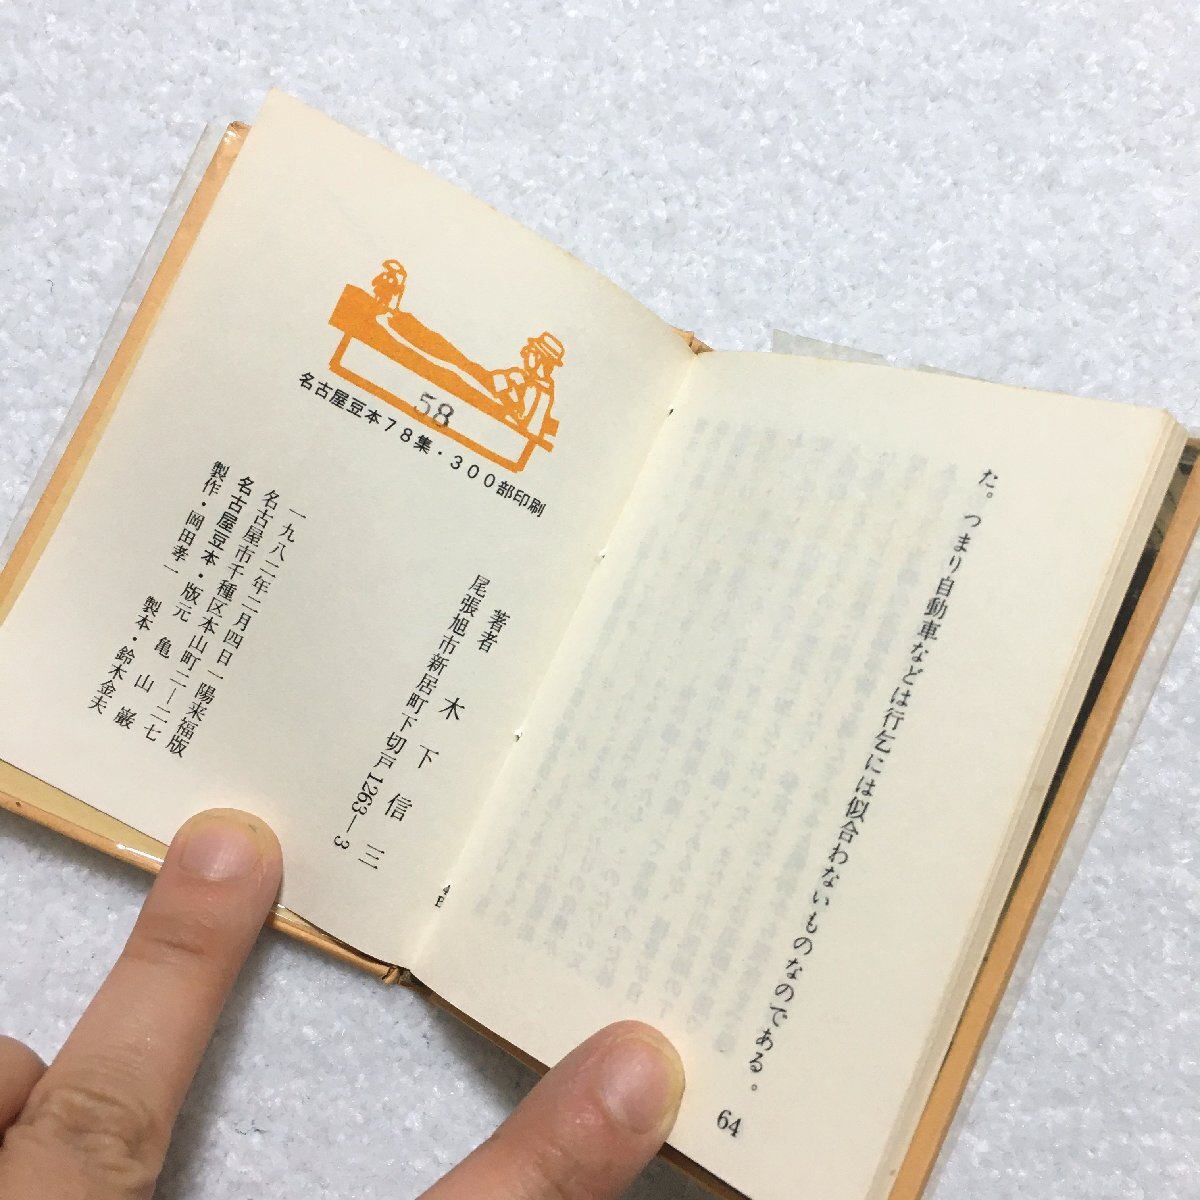 た。つまり自動車などは行乞には似合わないものなのである。
64
58
名古屋豆本78集・300部印刷
著者 木下信三
尾張旭市新居町下切戸1263―3
一九八二年二月四日一陽来福版
名古屋市千種区本山町二―二七
名古屋豆本・版元 亀山巌
製作・岡田孝一 製本・鈴木金夫